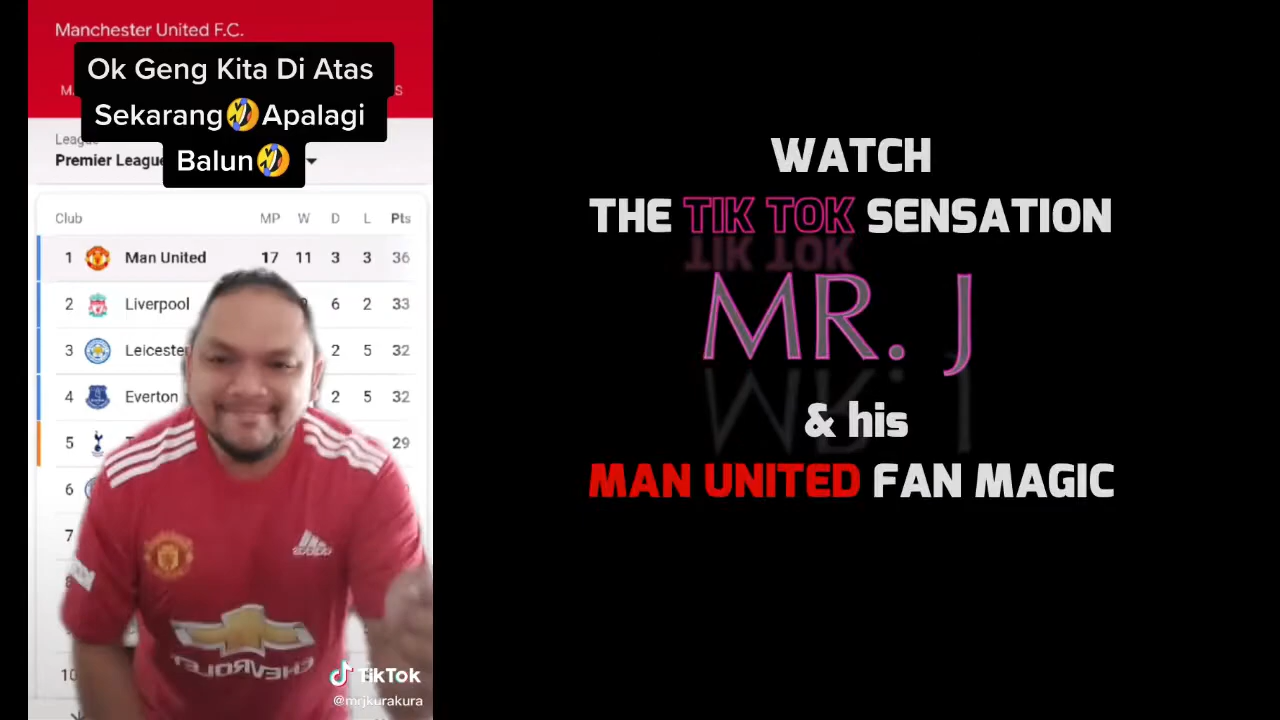 Manchester United F.C.
Ok Geng Kita Di Atas
Sekarang🤣Apalagi
Balun🤣
Premier League
Club MP W D L Pts
1 Man United 17 11 3 3 36
2 Liverpool 6 2 33
3 Leicester 2 5 32
4 Everton 2 5 32
5 29
6
7
10
CHEVROLET
TikTok
@mrjkurakura
WATCH
THE TIK TOK SENSATION
MR. J
& his
MAN UNITED FAN MAGIC